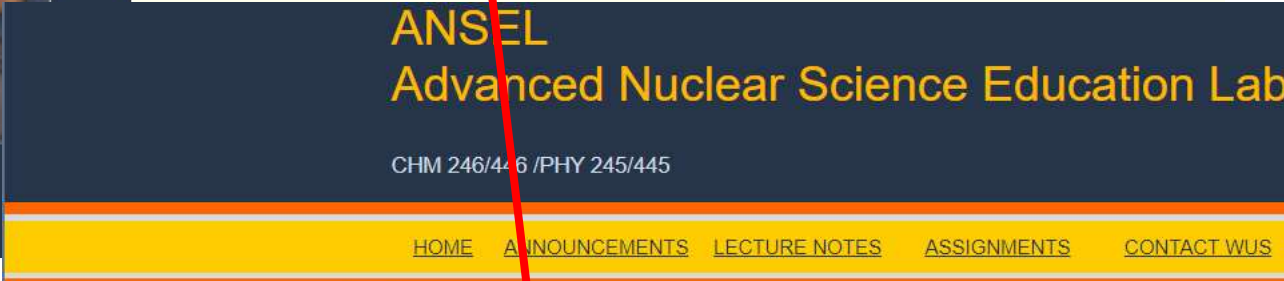 ANSEL
Advanced Nuclear Science Education Lab
CHM 246/446 /PHY 245/445
HOME ANNOUNCEMENTS LECTURE NOTES ASSIGNMENTS CONTACT WUS